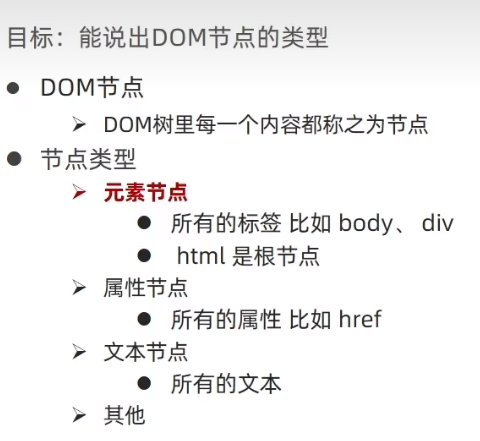 目标：能说出DOM节点的类型
DOM节点
DOM树里每一个内容都称之为节点
节点类型
元素节点
所有的标签 比如 body、 div
html 是根节点
属性节点
所有的属性 比如 href
文本节点
所有的文本
其他